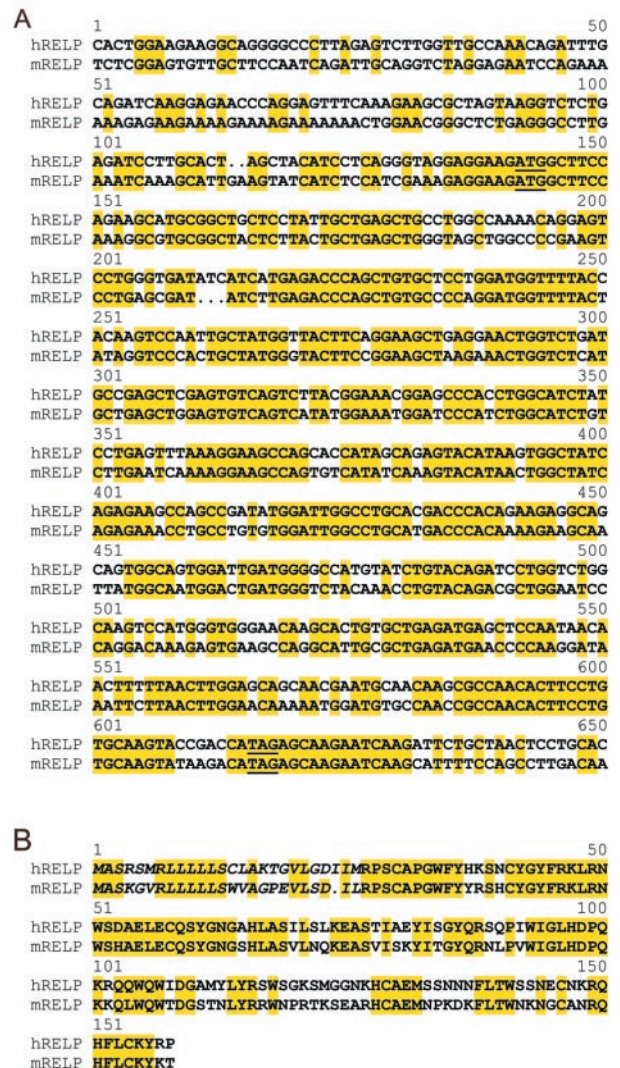 A
1 50
hRELP CACTGGAAGAAGGCAGGGGCCCTTAGAGTCTTGGTTGCCAAACAGATTTG
mRELP TCTCGGAGTGTTGCTTCCAATCAGATTGCAGGTCTAGGAGAATCCAGAAA
51 100
hRELP CAGATCAAGGAGAACCCAGGAGTTTCAAAGAAGCGCTAGTAAGGTCTCTG
mRELP AAAGAGAAGAAAAGAAAAGAAAAAAACTGGAACGGGCTCTGAGGGCCTTG
101 150
hRELP AGATCCTTGCACT..AGCTACATCCTCAGGGTAGGAGGAAGATGGCTTCC
mRELP AAATCAAAGCATTGAAGTATCATCTCCATCGAAAGAGGAAGATGGCTTCC
151 200
hRELP AGAAGCATGCGGCTGCTCCTATTGCTGAGCTGCCTGGCCAAAACAGGAGT
mRELP AAAGGCGTGCGGCTACTCTTACTGCTGAGCTGGGTAGCTGGCCCCGAAGT
201 250
hRELP CCTGGGTGATATCATCATGAGACCCAGCTGTGCTCCTGGATGGTTTTACC
mRELP CCTGAGCGAT...ATCTTGAGACCCAGCTGTGCCCCAGGATGGTTTTACT
251 300
hRELP ACAAGTCCAATTGCTATGGTTACTTCAGGAAGCTGAGGAACTGGTCTGAT
mRELP ATAGGTCCCACTGCTATGGGTACTTCCGGAAGCTAAGAAACTGGTCTCAT
301 350
hRELP GCCGAGCTCGAGTGTCAGTCTTACGGAAACGGAGCCCACCTGGCATCTAT
mRELP GCTGAGCTGGAGTGTCAGTCATATGGAAATGGATCCCATCTGGCATCTGT
351 400
hRELP CCTGAGTTTAAAGGAAGCCAGCACCATAGCAGAGTACATAAGTGGCTATC
mRELP CTTGAATCAAAAGGAAGCCAGTGTCATATCAAAGTACATAACTGGCTATC
401 450
hRELP AGAGAAGCCAGCCGATATGGATTGGCCTGCACGACCCACAGAAGAGGCAG
mRELP AGAGAAACCTGCCTGTGTGGATTGGCCTGCATGACCCACAAAAGAAGCAA
451 500
hRELP CAGTGGCAGTGGATTGATGGGGCCATGTATCTGTACAGATCCTGGTCTGG
mRELP TTATGGCAATGGACTGATGGGTCTACAAACCTGTACAGACGCTGGAATCC
501 550
hRELP CAAGTCCATGGGTGGGAACAAGCACTGTGCTGAGATGAGCTCCAATAACA
mRELP CAGGACAAAGAGTGAAGCCAGGCATTGCGCTGAGATGAACCCCAAGGATA
551 600
hRELP ACTTTTTAACTTGGAGCAGCAACGAATGCAACAAGCGCCAACACTTCCTG
mRELP AATTCTTAACTTGGAACAAAAATGGATGTGCCAACCGCCAACACTTCCTG
601 650
hRELP TGCAAGTACCGACCATAGAGCAAGAATCAAGATTCTGCTAACTCCTGCAC
mRELP TGCAAGTATAAGACATAGAGCAAGAATCAAGCATTTTCCAGCCTTGACAA
B
1 50
hRELP MASRSMRLLLLLSCLAKTGVLGDIIMRPSCAPGWFYHKSNCYGYFRKLRN
mRELP MASKGVRLLLLLSWVAGPEVLSD.ILRPSCAPGWFYYRSHCYGYFRKLRN
51 100
hRELP WSDAELECQSYGNGAHLASILSLKEASTIAEYISGYQRSQPIWIGLHDPQ
mRELP WSHAELECQSYGNGSHLASVLNQKEASVISKYITGYQRNLPVWIGLHDPQ
101 150
hRELP KRQQWQWIDGAMYLYRSWSGKSMGGNKHCAEMSSNNNFLTWSSNECNKRQ
mRELP KKQLWQWTDGSTNLYRRWNPRTKSEARHCAEMNPKDKFLTWNKNGCANRQ
151
hRELP HFLCKYRP
mRELP HFLCKYKT